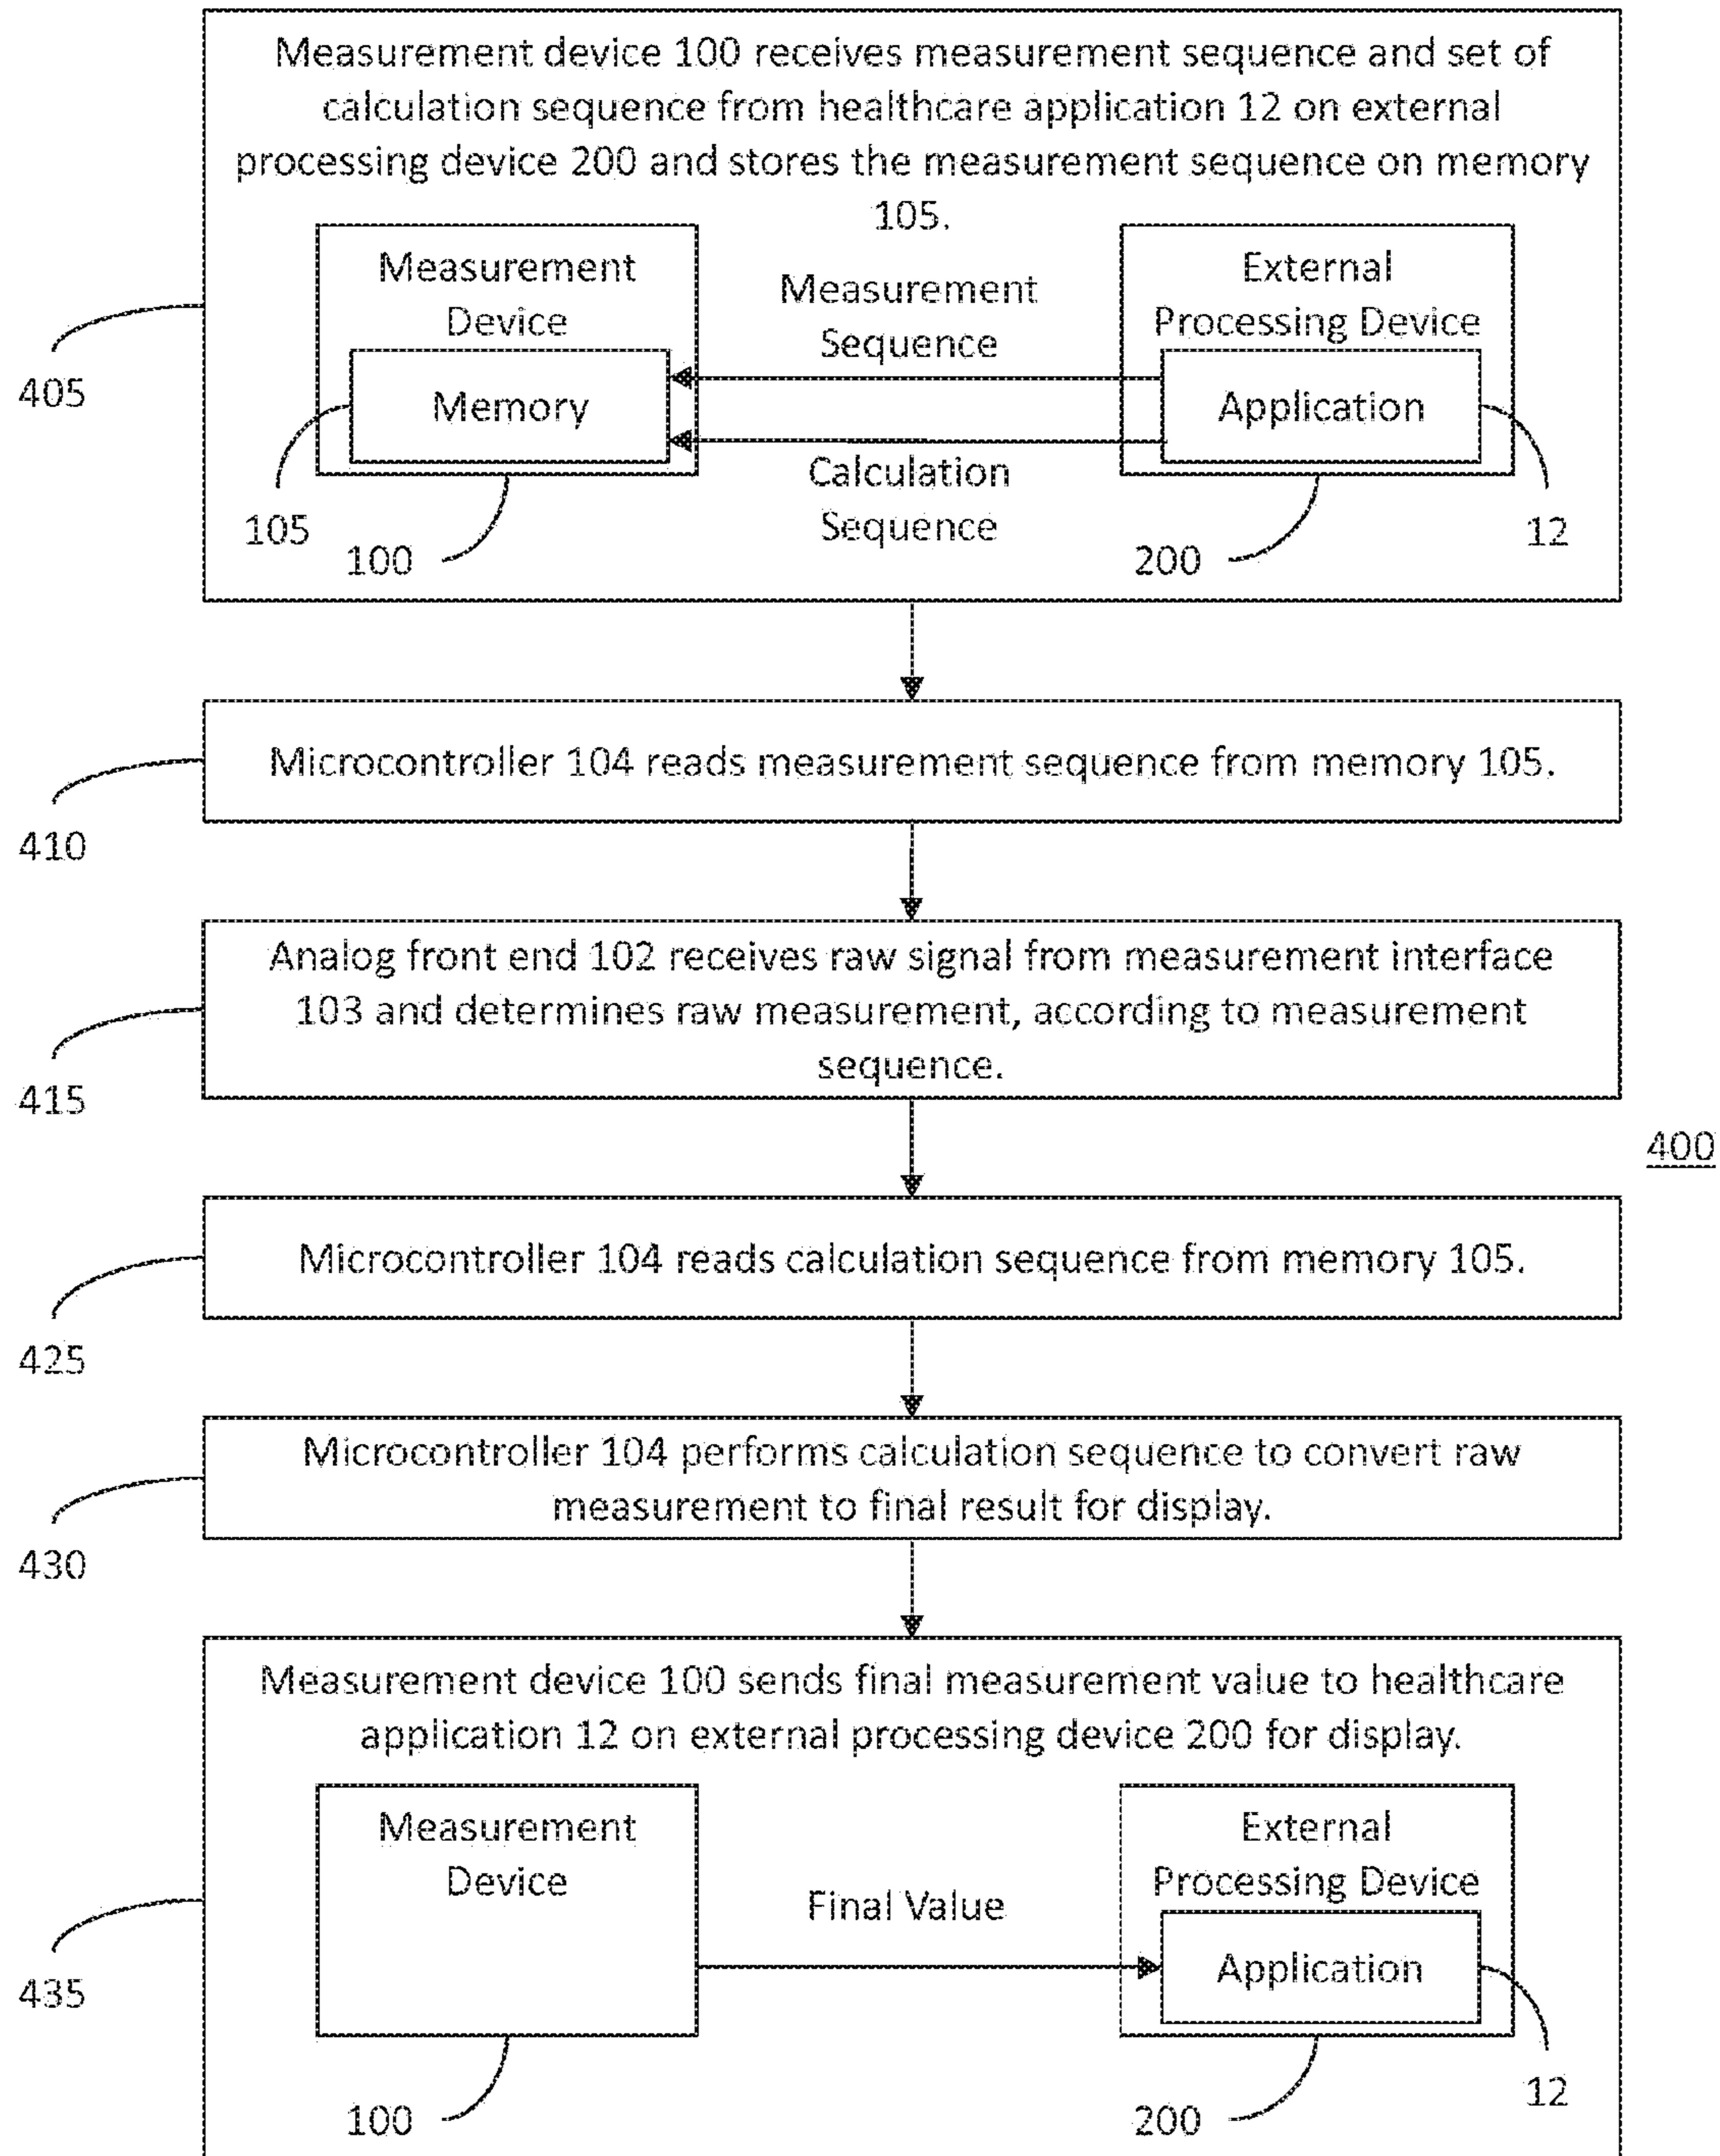 Measurement device 100 receives measurement sequence and set of
calculation sequence from healthcare application 12 on external
processing device 200 and stores the measurement sequence on memory
105.
Measurement
Device
Memory
Measurement
Sequence
Calculation
Sequence
External
Processing Device
Application
405
105
100
200
12
Microcontroller 104 reads measurement sequence from memory 105.
410
Analog front end 102 receives raw signal from measurement interface
103 and determines raw measurement, according to measurement
sequence.
415
400
Microcontroller 104 reads calculation sequence from memory 105.
425
Microcontroller 104 performs calculation sequence to convert raw
measurement to final result for display.
430
Measurement device 100 sends final measurement value to healthcare
application 12 on external processing device 200 for display.
Measurement
Device
Final Value
External
Processing Device
Application
435
100
200
12